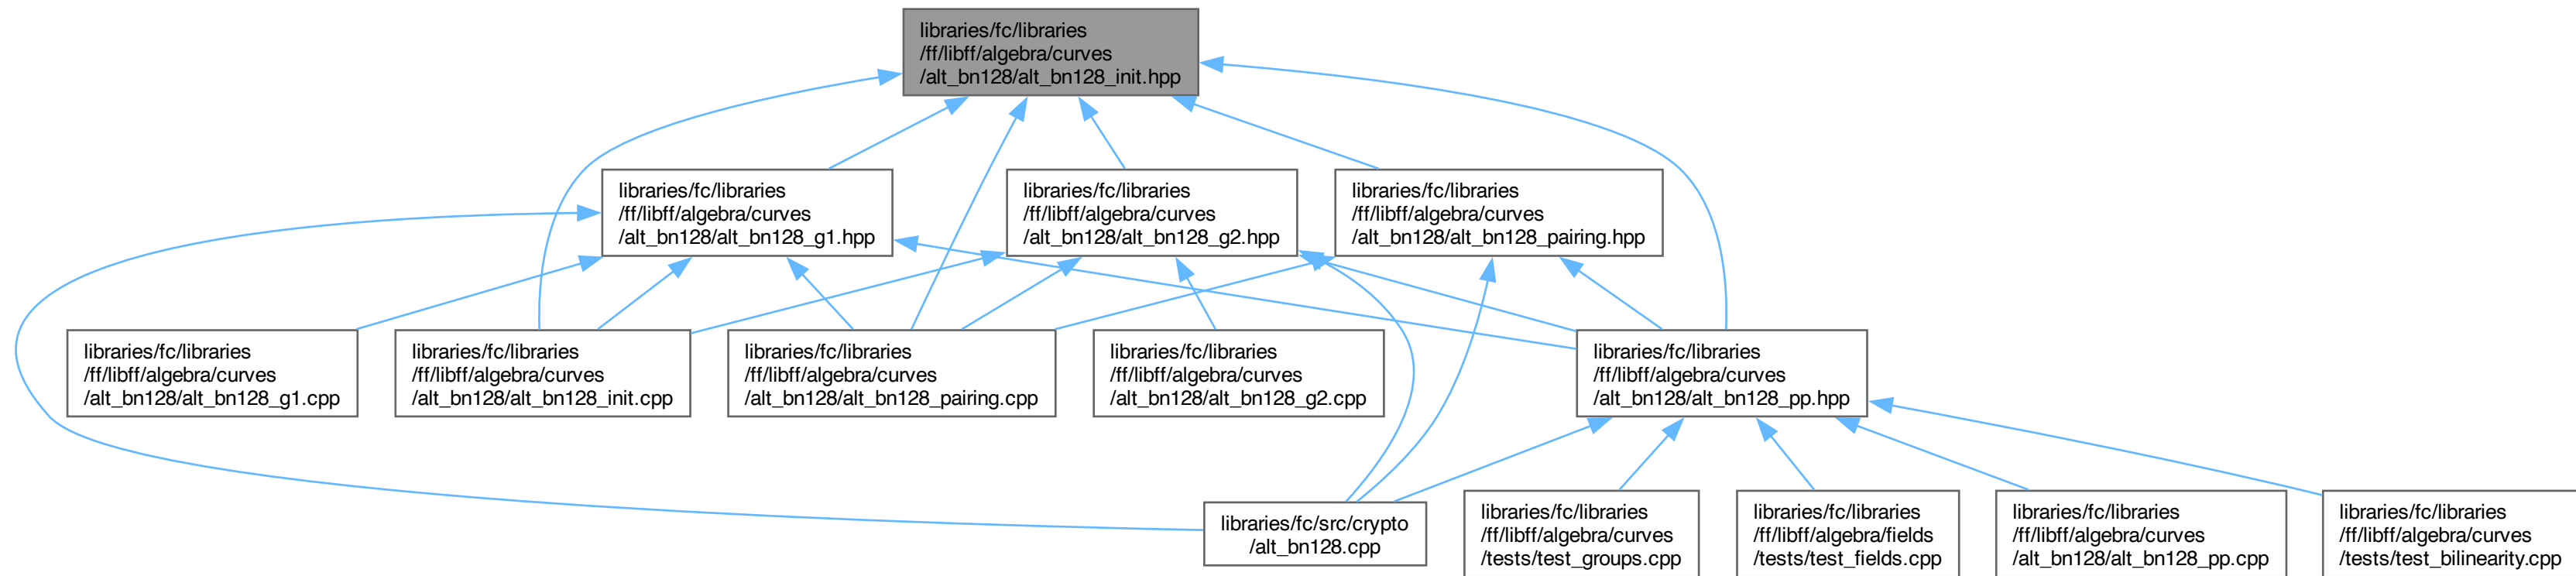 libraries/fc/libraries
/ff/libff/algebra/curves
/alt_bn128/alt_bn128_init.hpp
libraries/fc/libraries
/ff/libff/algebra/curves
/alt_bn128/alt_bn128_g1.hpp
libraries/fc/libraries
/ff/libff/algebra/curves
/alt_bn128/alt_bn128_g2.hpp
libraries/fc/libraries
/ff/libff/algebra/curves
/alt_bn128/alt_bn128_pairing.hpp
libraries/fc/libraries
/ff/libff/algebra/curves
/alt_bn128/alt_bn128_g1.cpp
libraries/fc/libraries
/ff/libff/algebra/curves
/alt_bn128/alt_bn128_init.cpp
libraries/fc/libraries
/ff/libff/algebra/curves
/alt_bn128/alt_bn128_pairing.cpp
libraries/fc/libraries
/ff/libff/algebra/curves
/alt_bn128/alt_bn128_g2.cpp
libraries/fc/libraries
/ff/libff/algebra/curves
/alt_bn128/alt_bn128_pp.hpp
libraries/fc/src/crypto
/alt_bn128.cpp
libraries/fc/libraries
/ff/libff/algebra/curves
/tests/test_groups.cpp
libraries/fc/libraries
/ff/libff/algebra/fields
/tests/test_fields.cpp
libraries/fc/libraries
/ff/libff/algebra/curves
/alt_bn128/alt_bn128_pp.cpp
libraries/fc/libraries
/ff/libff/algebra/curves
/tests/test_bilinearity.cpp